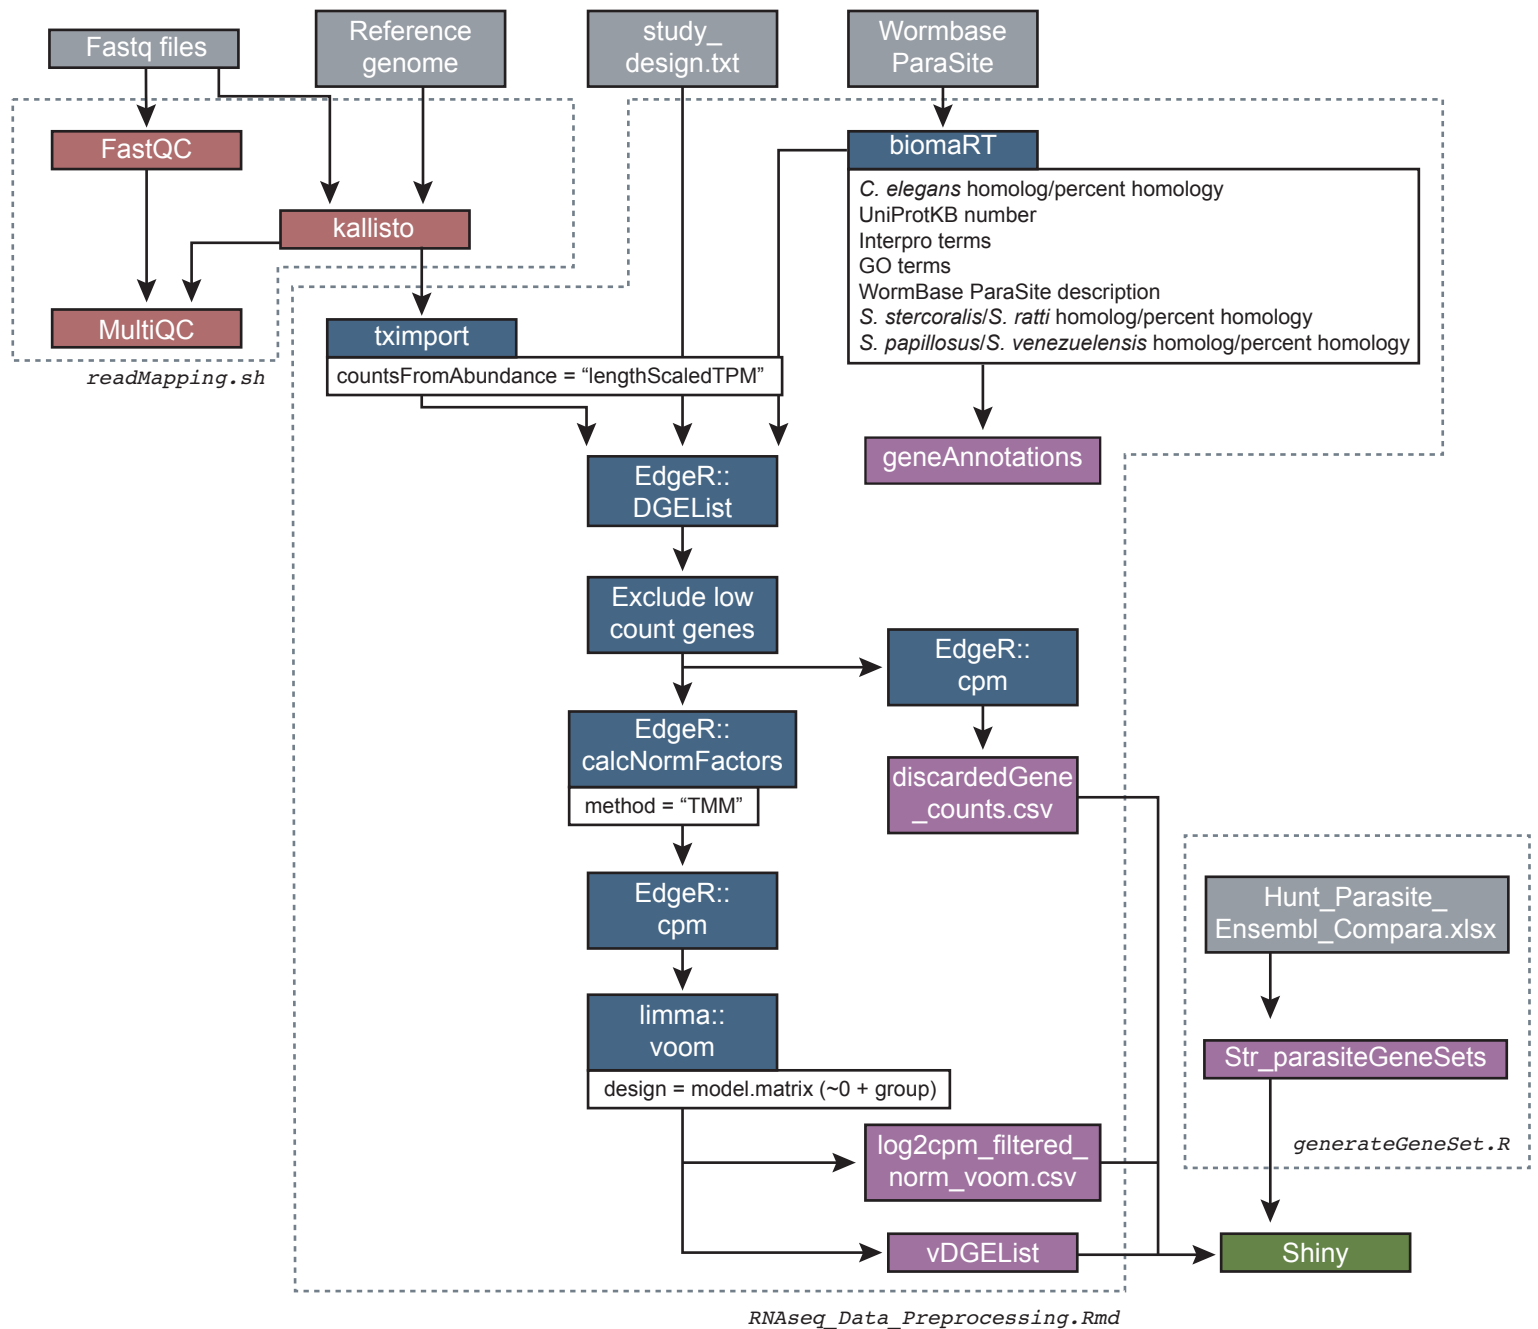 Fastq files
Reference
genome
study_
design.txt
Wormbase
ParaSite
FastQC
biomaRT
C. elegans homolog/percent homology
UniProtKB number
Interpro terms
GO terms
WormBase ParaSite description
S. stercoralis/S. ratti homolog/percent homology
S. papillosus/S. venezuelensis homolog/percent homology
kallisto
MultiQC
readMapping.sh
tximport
countsFromAbundance = “lengthScaledTPM”
geneAnnotations
EdgeR::
DGEList
Exclude low
count genes
EdgeR::
cpm
EdgeR::
calcNormFactors
method = “TMM”
discardedGene
_counts.csv
EdgeR::
cpm
Hunt_Parasite_
Ensembl_Compara.xlsx
limma::
voom
design = model.matrix (~0 + group)
Str_parasiteGeneSets
generateGeneSet.R
log2cpm_filtered_
norm_voom.csv
vDGEList
Shiny
RNAseq_Data_Preprocessing.Rmd